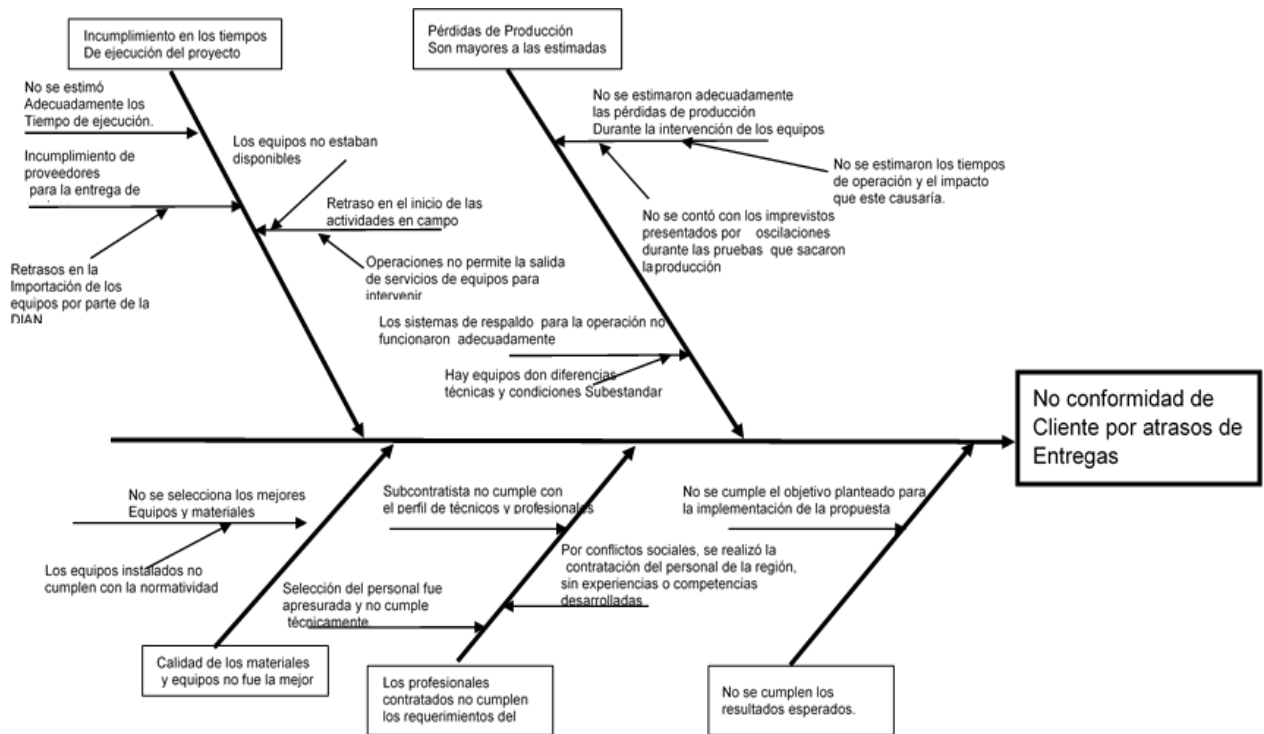 Incumplimiento en los tiempos
De ejecución del proyecto
Pérdidas de Producción
Son mayores a las estimadas
No se estimó
Adecuadamente los
Tiempo de ejecución.
Incumplimiento de
proveedores
para la entrega de
Retrasos en la
Importación de los
equipos por parte de la
DIAN
Los equipos no estaban
disponibles
Retraso en el inicio de las
actividades en campo
Operaciones no permite la salida
de servicios de equipos para
intervenir
No se estimaron adecuadamente
las pérdidas de producción
Durante la intervención de los equipos
No se estimaron los tiempos
de operación y el impacto
que este causaría.
No se contó con los imprevistos
presentados por oscilaciones
durante las pruebas que sacaron
la producción
Los sistemas de respaldo para la operación no
funcionaron adecuadamente
Hay equipos don diferencias
técnicas y condiciones Subestandar
No conformidad de
Cliente por atrasos de
Entregas
No se selecciona los mejores
Equipos y materiales
Los equipos instalados no
cumplen con la normatividad
Calidad de los materiales
y equipos no fue la mejor
Subcontratista no cumple con
el perfil de técnicos y profesionales
Por conflictos sociales, se realizó la
contratación del personal de la región,
sin experiencias o competencias
desarrolladas
Selección del personal fue
apresurada y no cumple
técnicamente.
Los profesionales
contratados no cumplen
los requerimientos del
No se cumple el objetivo planteado para
la implementación de la propuesta
No se cumplen los
resultados esperados.